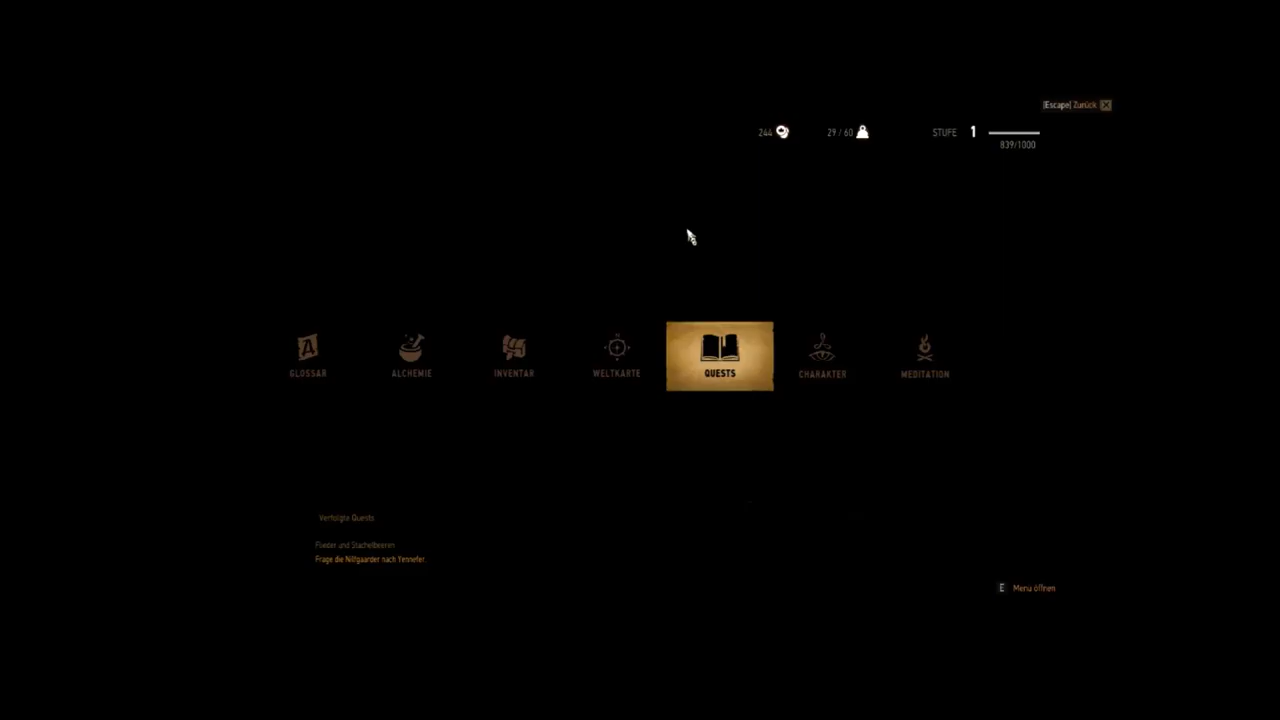 [Escape] Zurück
244
29 / 60
STUFE 1
839/1000
GLOSSAR
ALCHEMIE
INVENTAR
WELTKARTE
QUESTS
CHARAKTER
MEDITATION
Verfolgte Quests
Flieder und Stachelbeeren
Frage die Nilfgaarder nach Yennefer.
E Menü öffnen